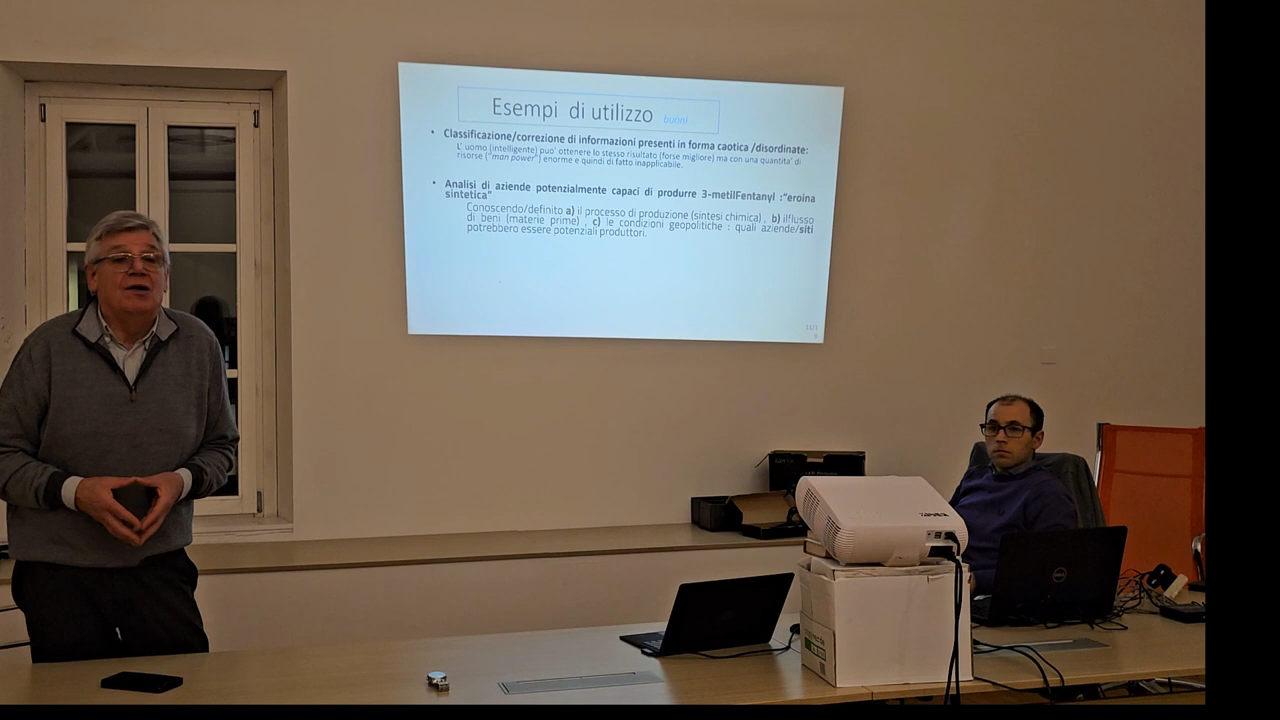 Esempi di utilizzo buoni
• Classificazione/correzione di informazioni presenti in forma caotica /disordinate:
L' uomo (intelligente) puo' ottenere lo stesso risultato (forse migliore) ma con una quantita' di
risorse ("man power") enorme e quindi di fatto inapplicabile.
• Analisi di aziende potenzialmente capaci di produrre 3-metilFentanyl :"eroina
sintetica"
Conoscendo/definito a) il processo di produzione (sintesi chimica) , b) ilflusso
di beni (materie prime) , c) le condizioni geopolitiche : quali aziende/siti
potrebbero essere potenziali produttori.
DELL